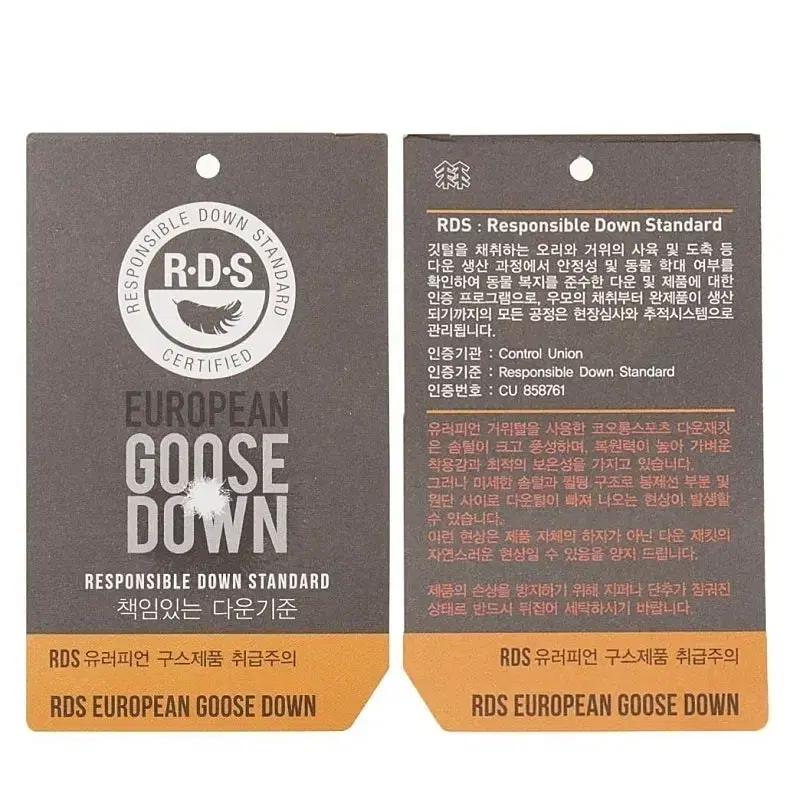 RESPONSIBLE DOWN STANDARD
R·D·S
CERTIFIED
EUROPEAN
GOOSE
DOWN
RESPONSIBLE DOWN STANDARD
책임있는 다운기준
RDS 유러피언 구스제품 취급주의
RDS EUROPEAN GOOSE DOWN
RDS : Responsible Down Standard
깃털을 채취하는 오리와 거위의 사육 및 도축 등
다운 생산 과정에서 안정성 및 동물 학대 여부를
확인하여 동물 복지를 준수한 다운 및 제품에 대한
인증 프로그램으로, 우모의 채취부터 완제품이 생산
되기까지의 모든 공정은 현장심사와 추적시스템으로
관리됩니다.
인증기관 : Control Union
인증기준 : Responsible Down Standard
인증번호 : CU 858761
유러피언 거위털을 사용한 코오롱스포츠 다운재킷
은 솜털이 크고 풍성하며, 복원력이 높아 가벼운
착용감과 최적의 보온성을 가지고 있습니다.
그러나 미세한 솜털과 퀼팅 구조로 봉제선 부분 및
원단 사이로 다운털이 빠져 나오는 현상이 발생할
수 있습니다.
이런 현상은 제품 자체의 하자가 아닌 다운 재킷의
자연스러운 현상일 수 있음을 양지 드립니다.
제품의 손상을 방지하기 위해 지퍼나 단추가 잠궈진
상태로 반드시 뒤집어 세탁하시기 바랍니다.
RDS 유러피언 구스제품 취급주의
RDS EUROPEAN GOOSE DOWN